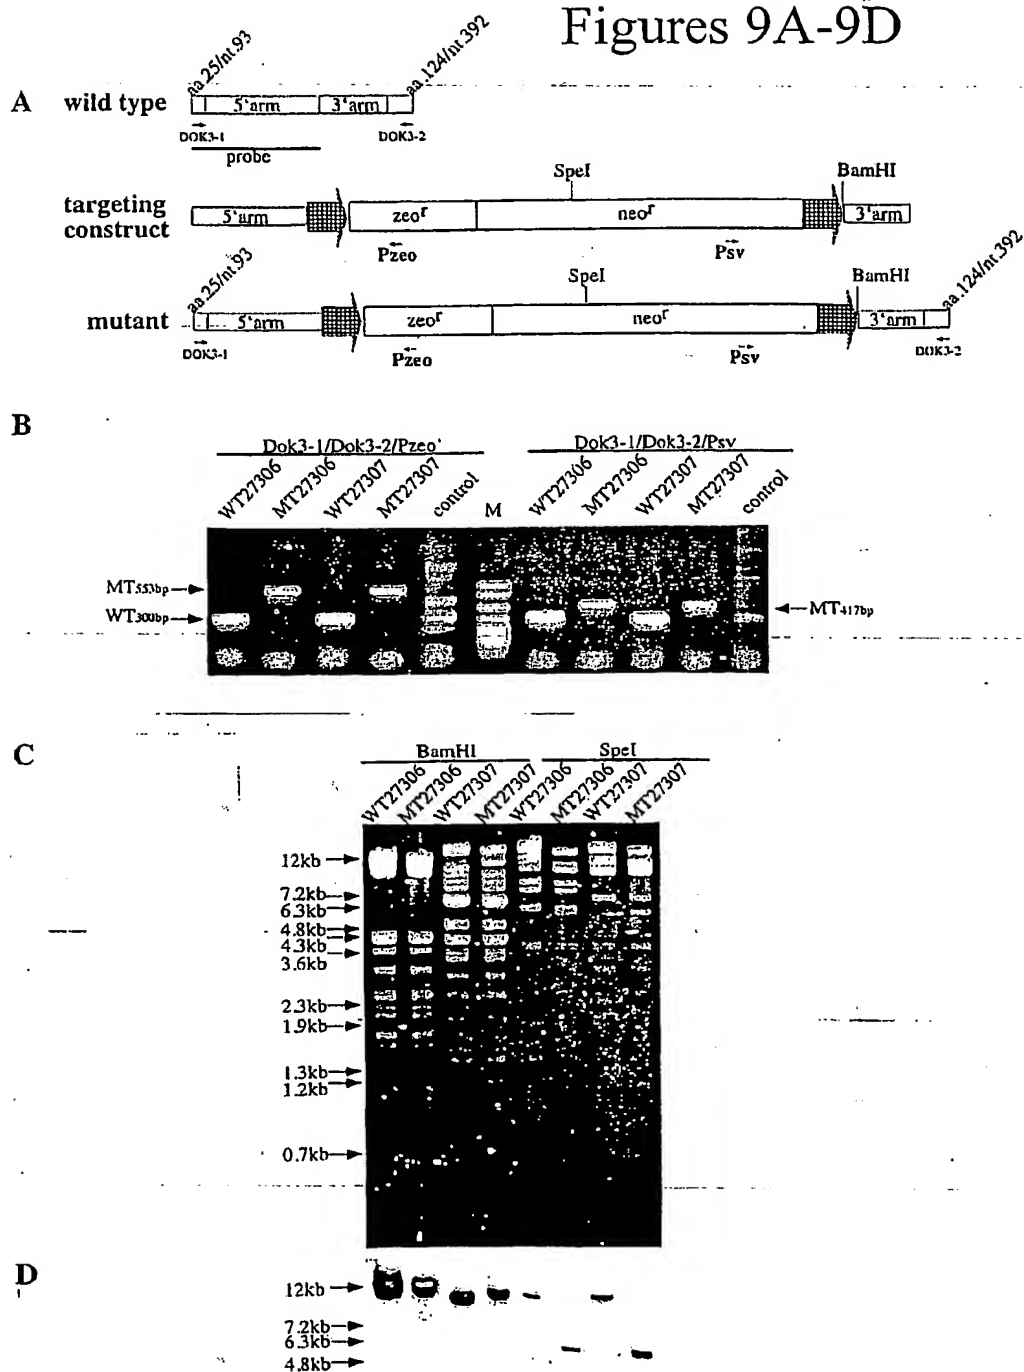 Figures 9A-9D
A
wild type
aa.25/nt.93
5'arm
3'arm
aa.124/nt.392
DOK3-1
DOK3-2
probe
targeting construct
5'arm
zeoʳ
SpeI
neoʳ
BamHI
3'arm
Pzeo
Psv
mutant
aa.25/nt.93
5'arm
zeoʳ
SpeI
neoʳ
BamHI
3'arm
aa.124/nt.392
DOK3-1
Pzeo
Psv
DOK3-2
B
Dok3-1/Dok3-2/Pzeo
Dok3-1/Dok3-2/Psv
WT27306
MT27306
WT27307
MT27307
control
M
WT27306
MT27306
WT27307
MT27307
control
MT553bp
WT300bp
MT417bp
C
BamHI
SpeI
WT27306
MT27306
WT27307
MT27307
WT27306
MT27306
WT27307
MT27307
12kb
7.2kb
6.3kb
4.8kb
4.3kb
3.6kb
2.3kb
1.9kb
1.3kb
1.2kb
0.7kb
D
12kb
7.2kb
6.3kb
4.8kb